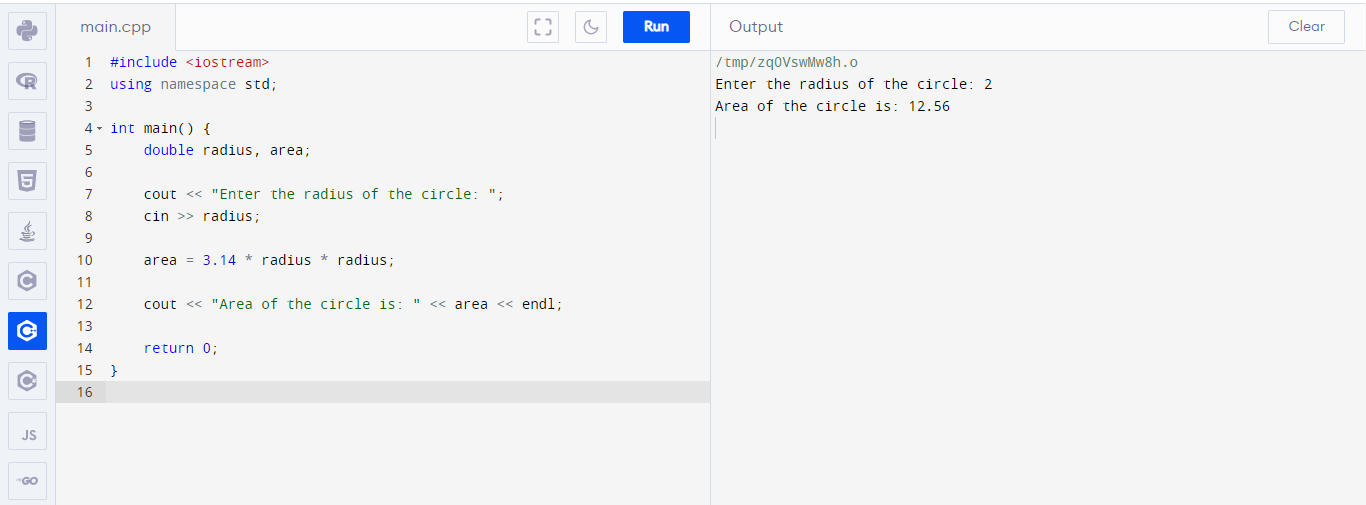 main.cpp
Run
Output
Clear
1 #include <iostream>
2 using namespace std;
3
4 int main() {
5     double radius, area;
6
7     cout << "Enter the radius of the circle: ";
8     cin >> radius;
9
10     area = 3.14 * radius * radius;
11
12     cout << "Area of the circle is: " << area << endl;
13
14     return 0;
15 }
16
/tmp/zq0VswMw8h.o
Enter the radius of the circle: 2
Area of the circle is: 12.56
R
5
C
C
C
JS
GO